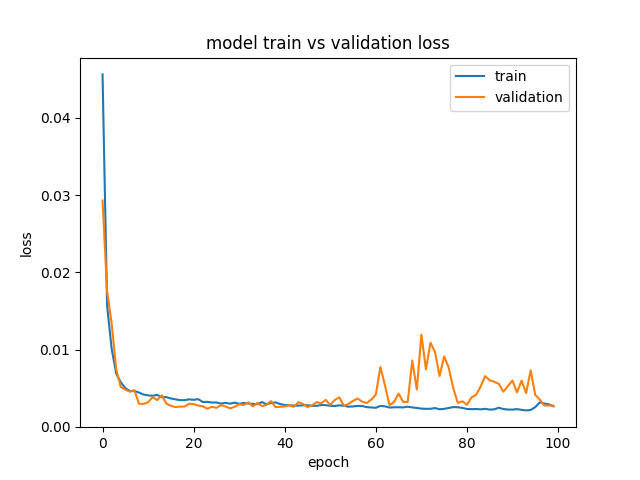 model train vs validation loss
train
validation
loss
0.04
0.03
0.02
0.01
0.00
0
20
40
60
80
100
epoch